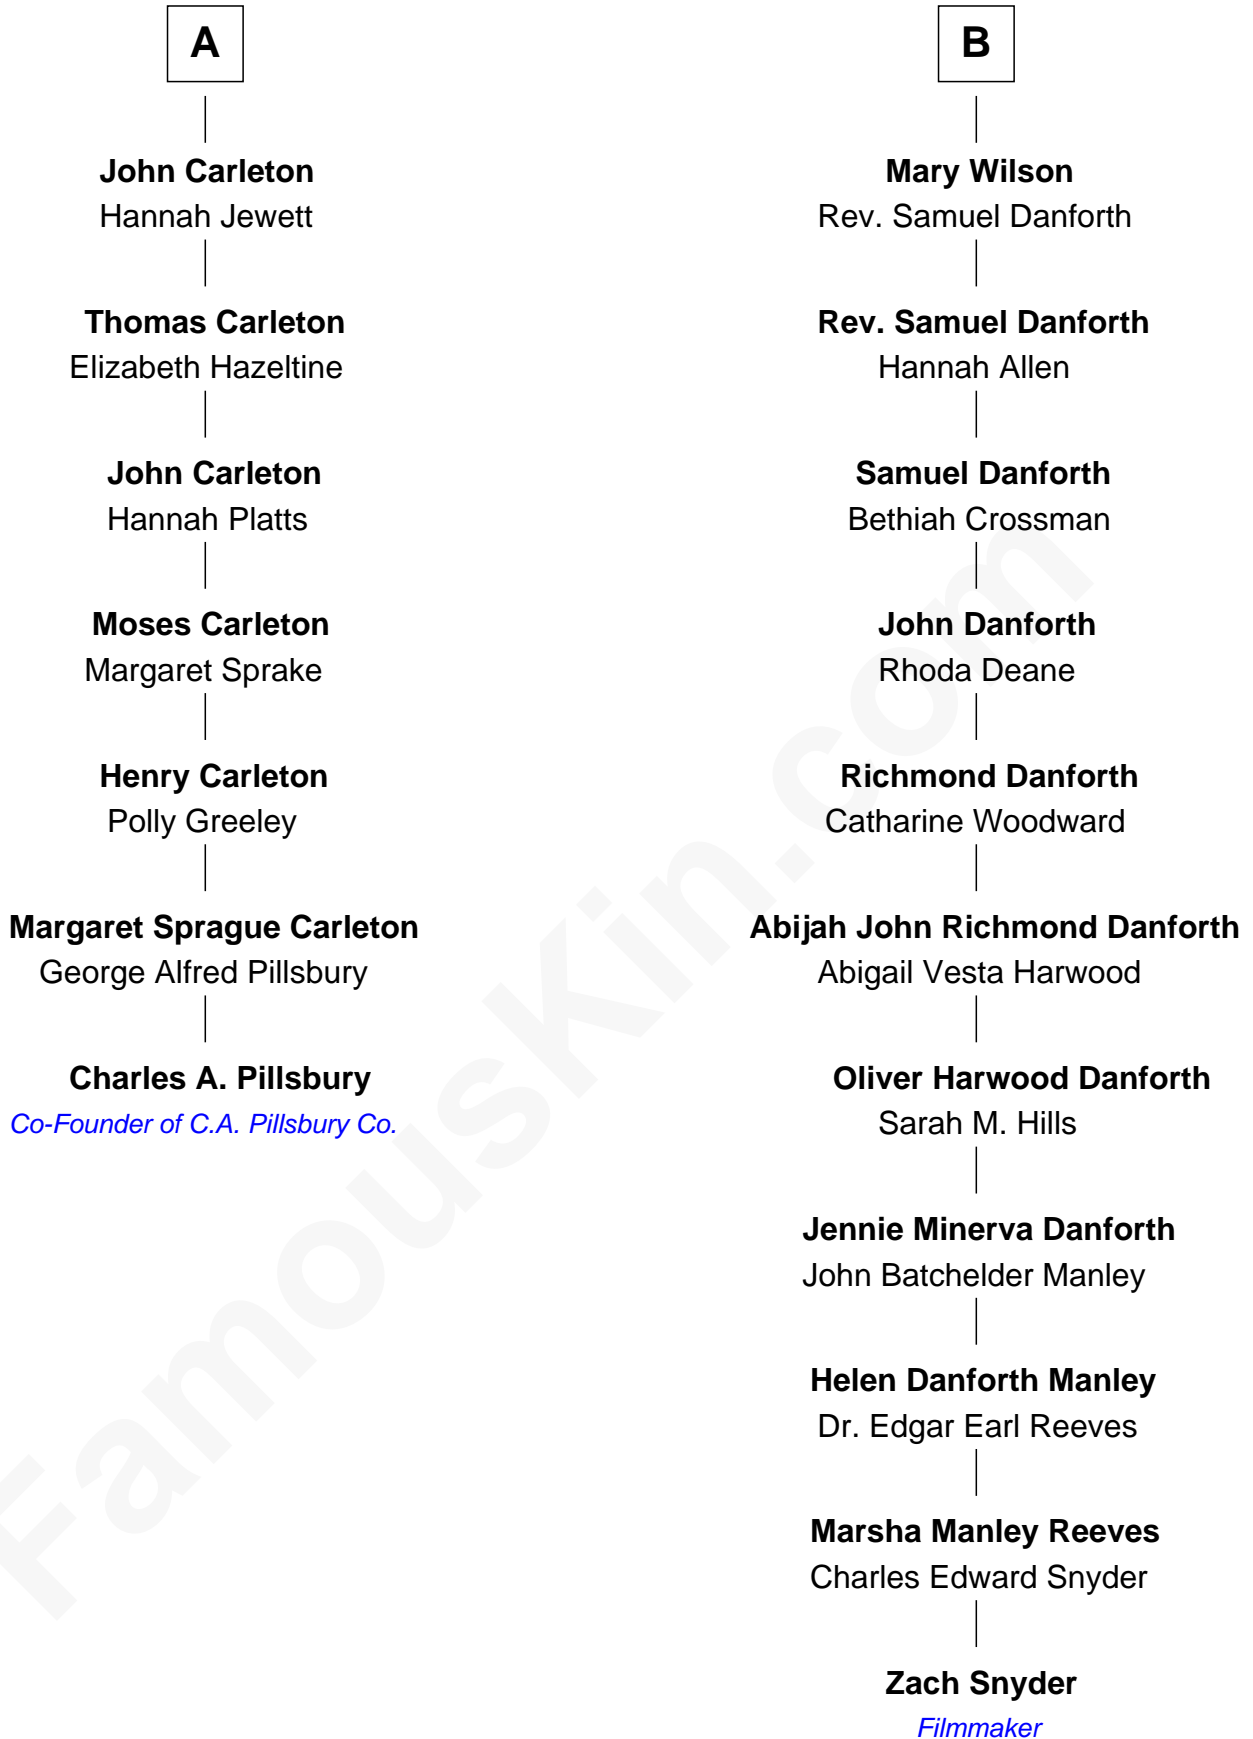 A
John Carleton
Hannah Jewett
Thomas Carleton
Elizabeth Hazeltine
John Carleton
Hannah Platts
Moses Carleton
Margaret Sprake
Henry Carleton
Polly Greeley
Margaret Sprague Carleton
George Alfred Pillsbury
Charles A. Pillsbury
Co-Founder of C.A. Pillsbury Co.
B
Mary Wilson
Rev. Samuel Danforth
Rev. Samuel Danforth
Hannah Allen
Samuel Danforth
Bethiah Crossman
John Danforth
Rhoda Deane
Richmond Danforth
Catharine Woodward
Abijah John Richmond Danforth
Abigail Vesta Harwood
Oliver Harwood Danforth
Sarah M. Hills
Jennie Minerva Danforth
John Batchelder Manley
Helen Danforth Manley
Dr. Edgar Earl Reeves
Marsha Manley Reeves
Charles Edward Snyder
Zach Snyder
Filmmaker
FamousKin.com